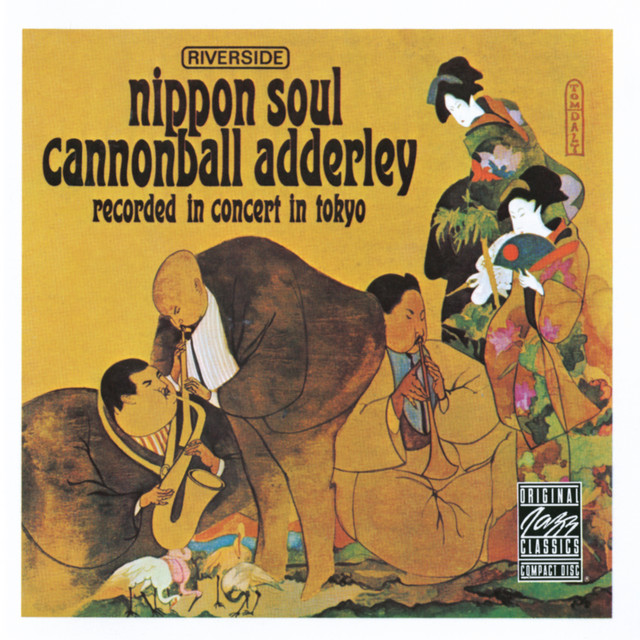 RIVERSIDE
nippon soul
cannonball adderley
recorded in concert in tokyo
TOM DALY
ORIGINAL
Jazz
CLASSICS
COMPACT DISC